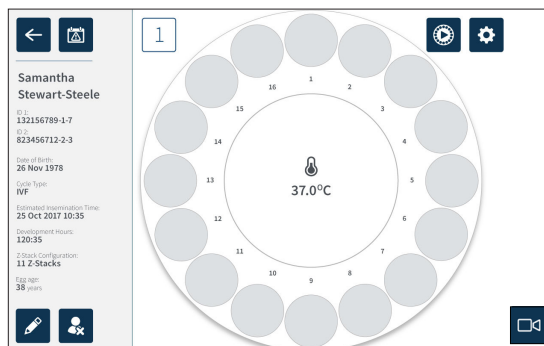 1
Samantha
Stewart-Steele
ID 1:
132156789-1-7
ID 2:
823456712-2-3
Date of Birth:
26 Nov 1978
Cycle Type:
IVF
Estimated Insemination Time:
25 Oct 2017 10:35
Development Hours:
120:35
Z-Stack Configuration:
11 Z-Stacks
Egg age:
38 years
1
2
3
4
5
6
7
8
9
10
11
12
13
14
15
16
37.0°C